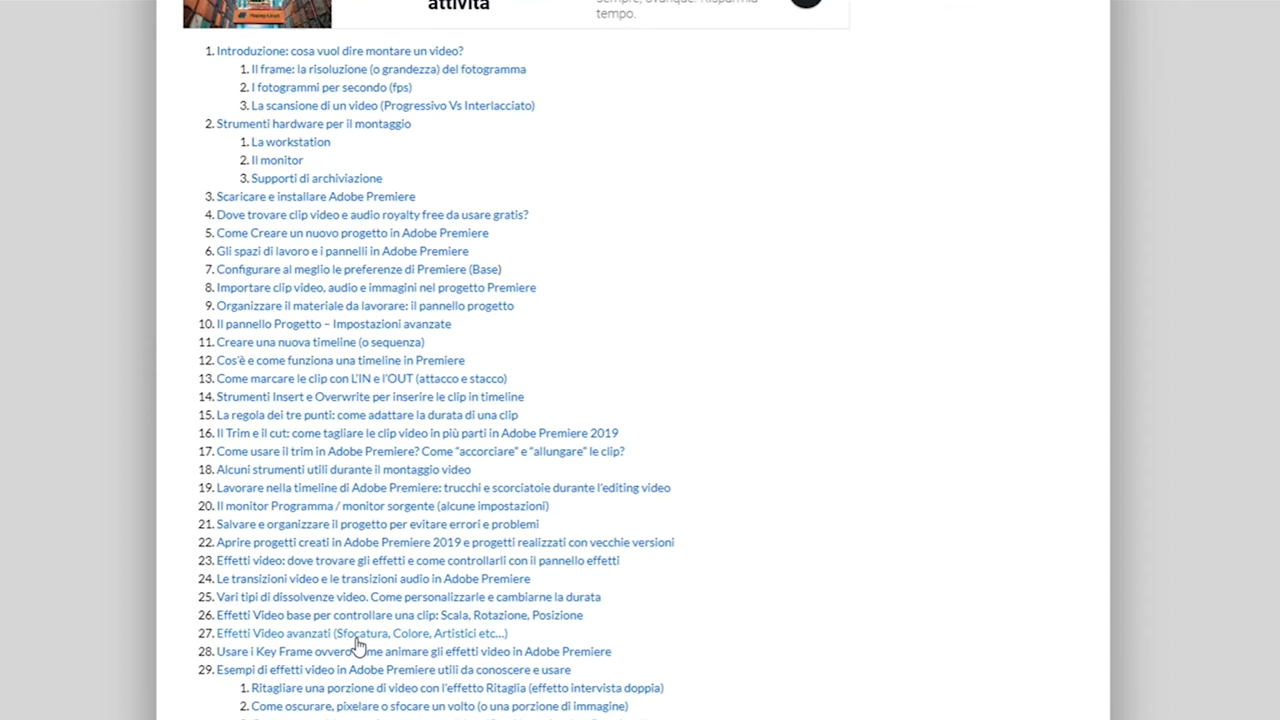 attività
Sempre, ovunque. Risparmia
tempo.
1. Introduzione: cosa vuol dire montare un video?
1. Il frame: la risoluzione (o grandezza) del fotogramma
2. I fotogrammi per secondo (fps)
3. La scansione di un video (Progressivo Vs Interlacciato)
2. Strumenti hardware per il montaggio
1. La workstation
2. Il monitor
3. Supporti di archiviazione
3. Scaricare e installare Adobe Premiere
4. Dove trovare clip video e audio royalty free da usare gratis?
5. Come Creare un nuovo progetto in Adobe Premiere
6. Gli spazi di lavoro e i pannelli in Adobe Premiere
7. Configurare al meglio le preferenze di Premiere (Base)
8. Importare clip video, audio e immagini nel progetto Premiere
9. Organizzare il materiale da lavorare: il pannello progetto
10. Il pannello Progetto – Impostazioni avanzate
11. Creare una nuova timeline (o sequenza)
12. Cos'è e come funziona una timeline in Premiere
13. Come marcare le clip con L'IN e l'OUT (attacco e stacco)
14. Strumenti Insert e Overwrite per inserire le clip in timeline
15. La regola dei tre punti: come adattare la durata di una clip
16. Il Trim e il cut: come tagliare le clip video in più parti in Adobe Premiere 2019
17. Come usare il trim in Adobe Premiere? Come “accorciare” e “allungare” le clip?
18. Alcuni strumenti utili durante il montaggio video
19. Lavorare nella timeline di Adobe Premiere: trucchi e scorciatoie durante l'editing video
20. Il monitor Programma / monitor sorgente (alcune impostazioni)
21. Salvare e organizzare il progetto per evitare errori e problemi
22. Aprire progetti creati in Adobe Premiere 2019 e progetti realizzati con vecchie versioni
23. Effetti video: dove trovare gli effetti e come controllarli con il pannello effetti
24. Le transizioni video e le transizioni audio in Adobe Premiere
25. Vari tipi di dissolvenze video. Come personalizzarle e cambiarne la durata
26. Effetti Video base per controllare una clip: Scala, Rotazione, Posizione
27. Effetti Video avanzati (Sfocatura, Colore, Artistici etc...)
28. Usare i Key Frame ovvero come animare gli effetti video in Adobe Premiere
29. Esempi di effetti video in Adobe Premiere utili da conoscere e usare
1. Ritagliare una porzione di video con l'effetto Ritaglia (effetto intervista doppia)
2. Come oscurare, pixelare o sfocare un volto (o una porzione di immagine)